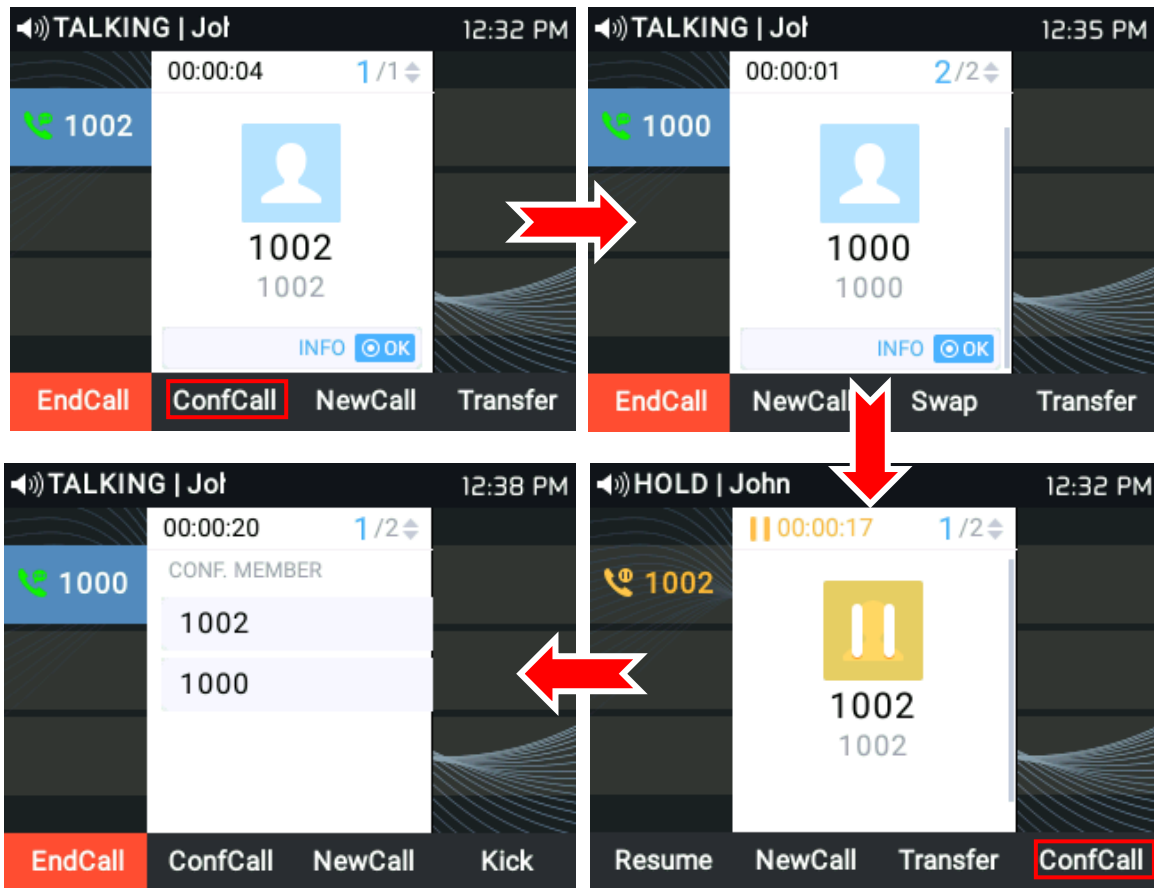 TALKING | Joh
12:32 PM
00:00:04 1/1
1002
1002
1002
INFO OK
EndCall ConfCall NewCall Transfer
TALKING | Joh
12:35 PM
00:00:01 2/2
1000
1000
1000
INFO OK
EndCall NewCall Swap Transfer
TALKING | Joh
12:38 PM
00:00:20 1/2
1000
CONF. MEMBER
1002
1000
EndCall ConfCall NewCall Kick
HOLD | John
12:32 PM
00:00:17 1/2
1002
1002
1002
Resume NewCall Transfer ConfCall